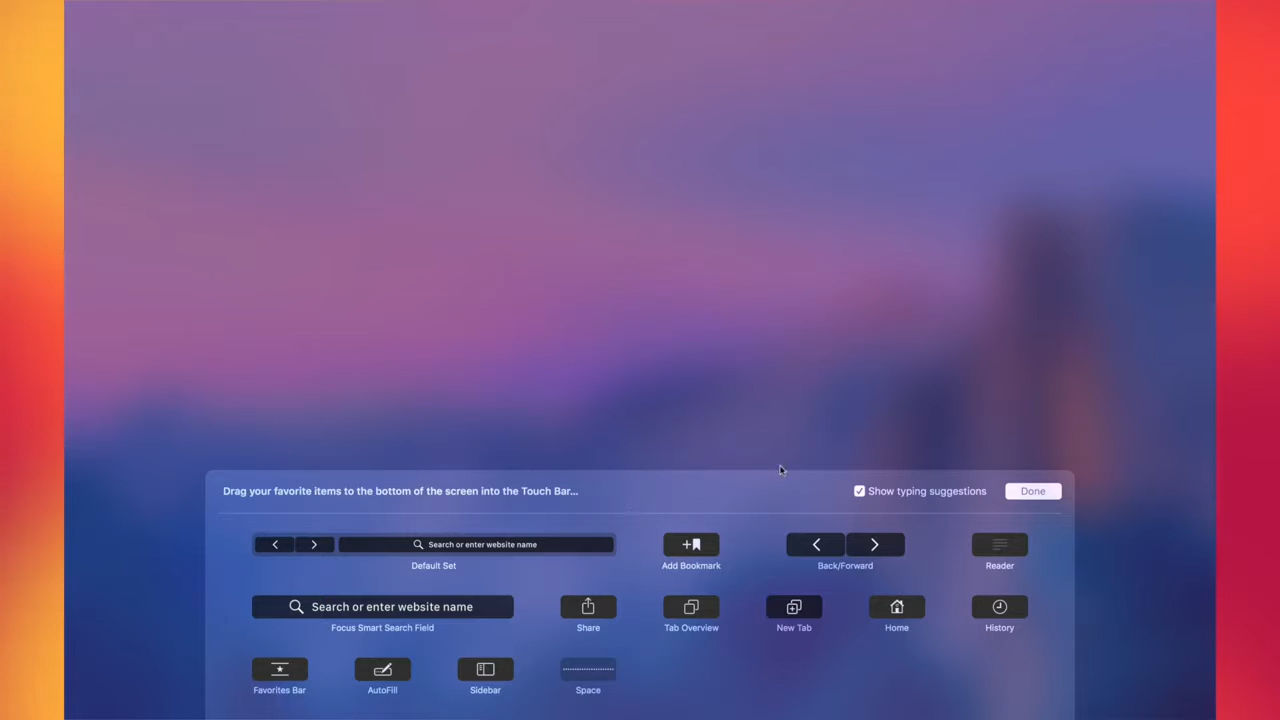 Drag your favorite items to the bottom of the screen into the Touch Bar...
Show typing suggestions
Done
Search or enter website name
Default Set
Add Bookmark
Back/Forward
Reader
Search or enter website name
Focus Smart Search Field
Share
Tab Overview
New Tab
Home
History
Favorites Bar
AutoFill
Sidebar
Space